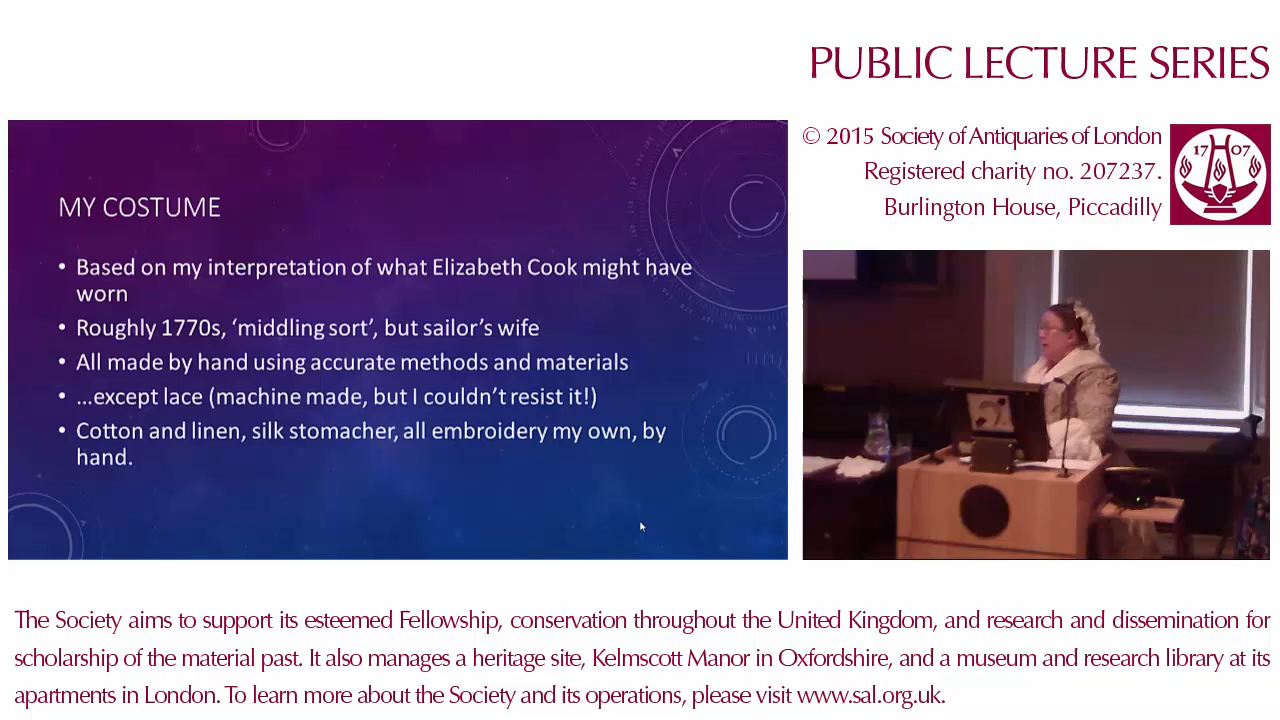 PUBLIC LECTURE SERIES
© 2015 Society of Antiquaries of London
Registered charity no. 207237.
Burlington House, Piccadilly
17 07
MY COSTUME
• Based on my interpretation of what Elizabeth Cook might have
worn
• Roughly 1770s, ‘middling sort’, but sailor’s wife
• All made by hand using accurate methods and materials
• …except lace (machine made, but I couldn’t resist it!)
• Cotton and linen, silk stomacher, all embroidery my own, by
hand.
The Society aims to support its esteemed Fellowship, conservation throughout the United Kingdom, and research and dissemination for
scholarship of the material past. It also manages a heritage site, Kelmscott Manor in Oxfordshire, and a museum and research library at its
apartments in London. To learn more about the Society and its operations, please visit www.sal.org.uk.